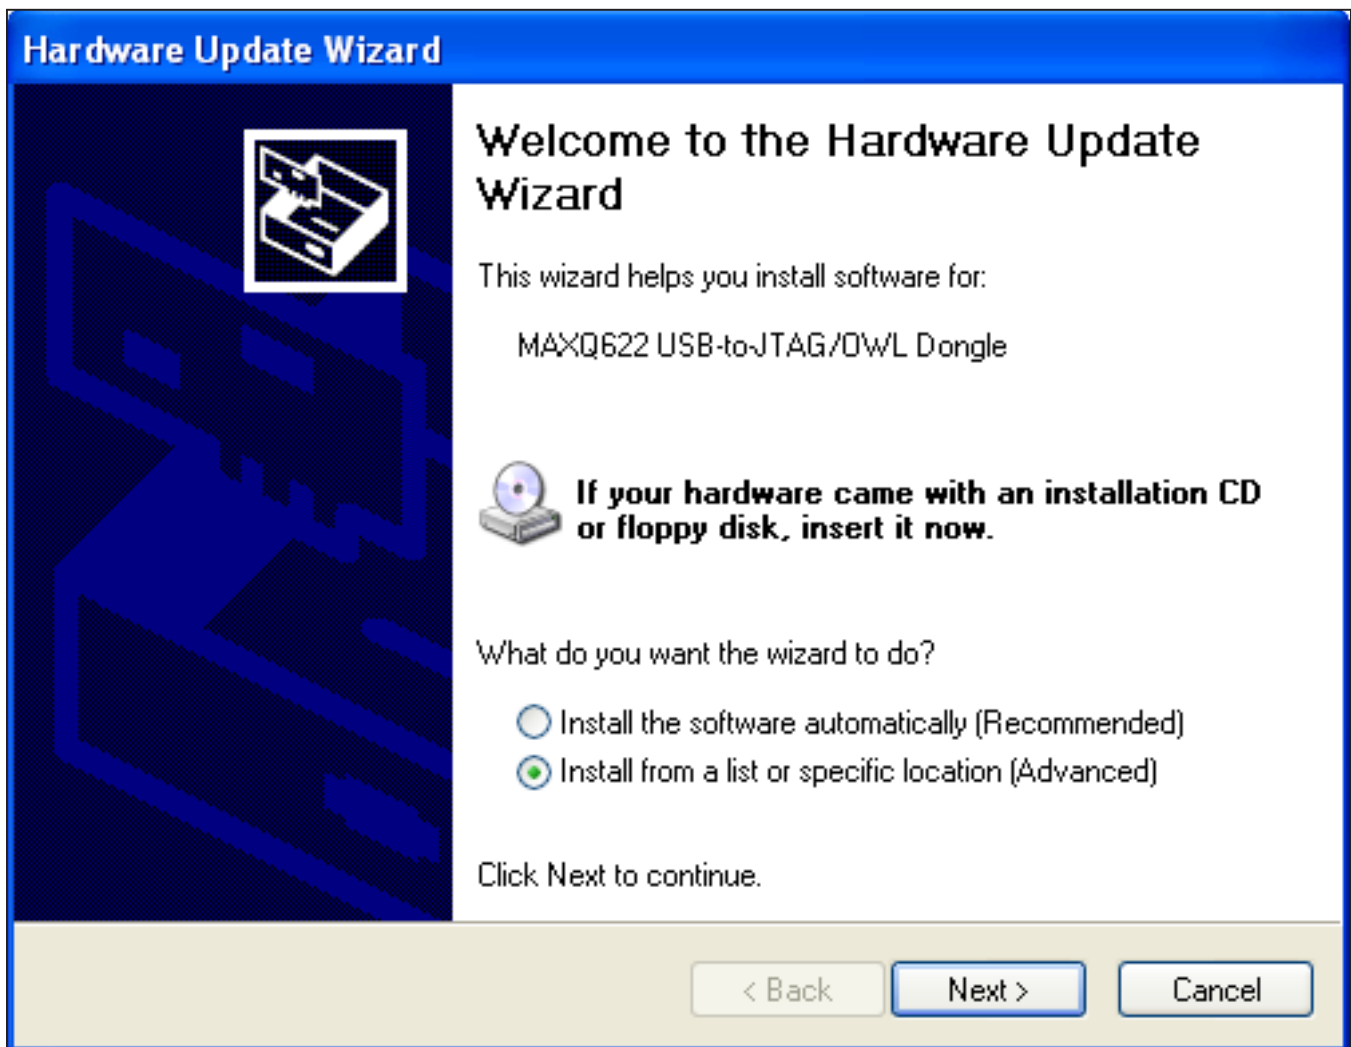 Hardware Update Wizard
Welcome to the Hardware Update
Wizard
This wizard helps you install software for:
MAXQ622 USB-to-JTAG/OWL Dongle
If your hardware came with an installation CD
or floppy disk, insert it now.
What do you want the wizard to do?
Install the software automatically (Recommended)
Install from a list or specific location (Advanced)
Click Next to continue.
< Back
Next >
Cancel